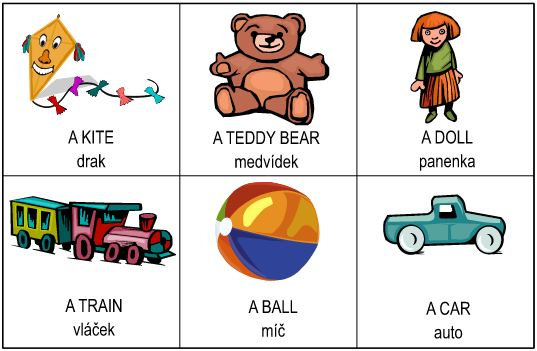 A KITE
drak
A TEDDY BEAR
medvídek
A DOLL
panenka
A TRAIN
vláček
A BALL
míč
A CAR
auto